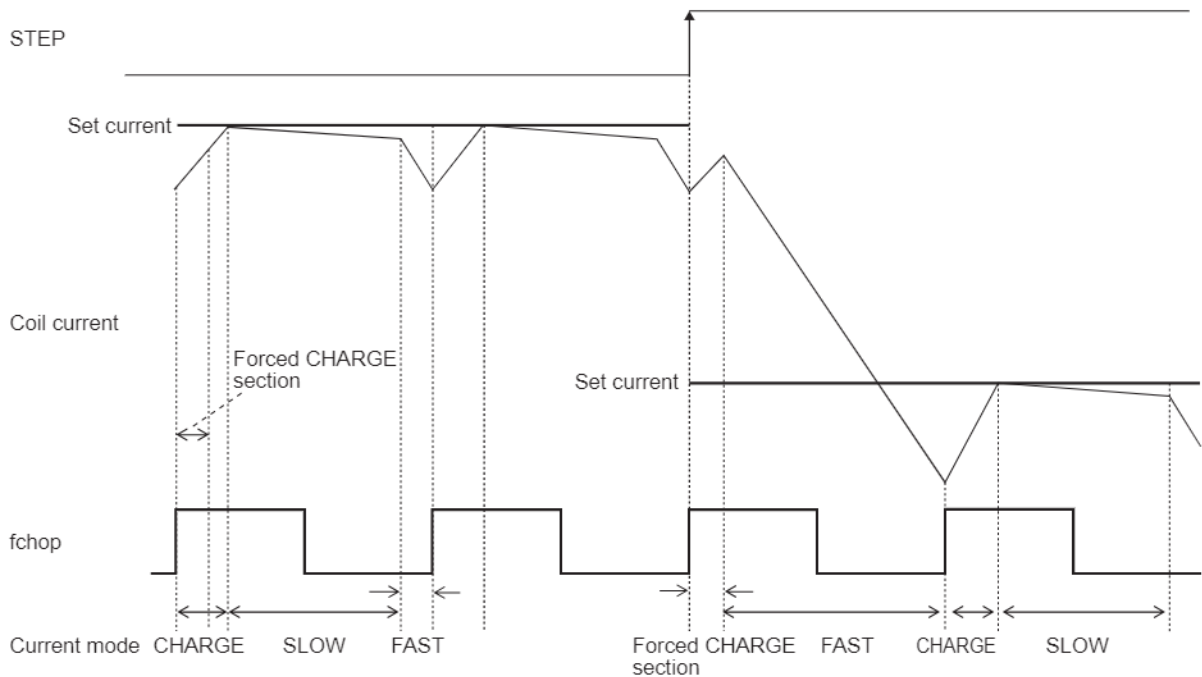 STEP
Set current
Coil current
Forced CHARGE
section
Set current
fchop
Current mode CHARGE SLOW FAST Forced CHARGE FAST CHARGE SLOW
section